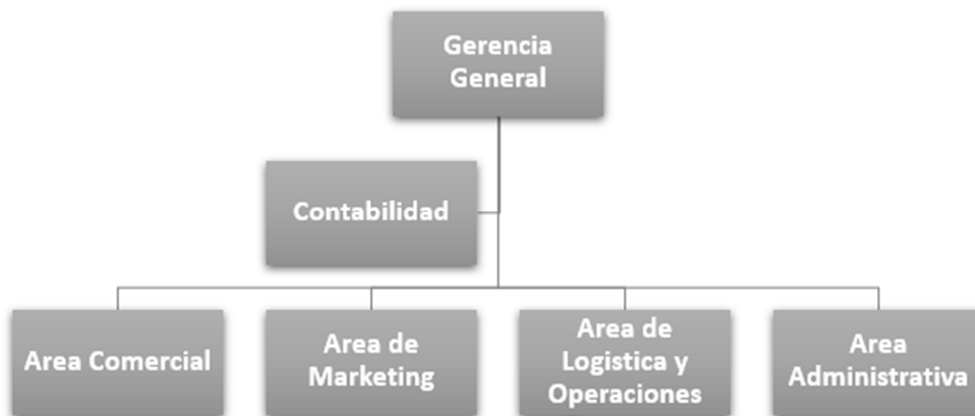 Gerencia
General
Contabilidad
Area Comercial
Area de
Marketing
Area de
Logistica y
Operaciones
Area
Administrativa